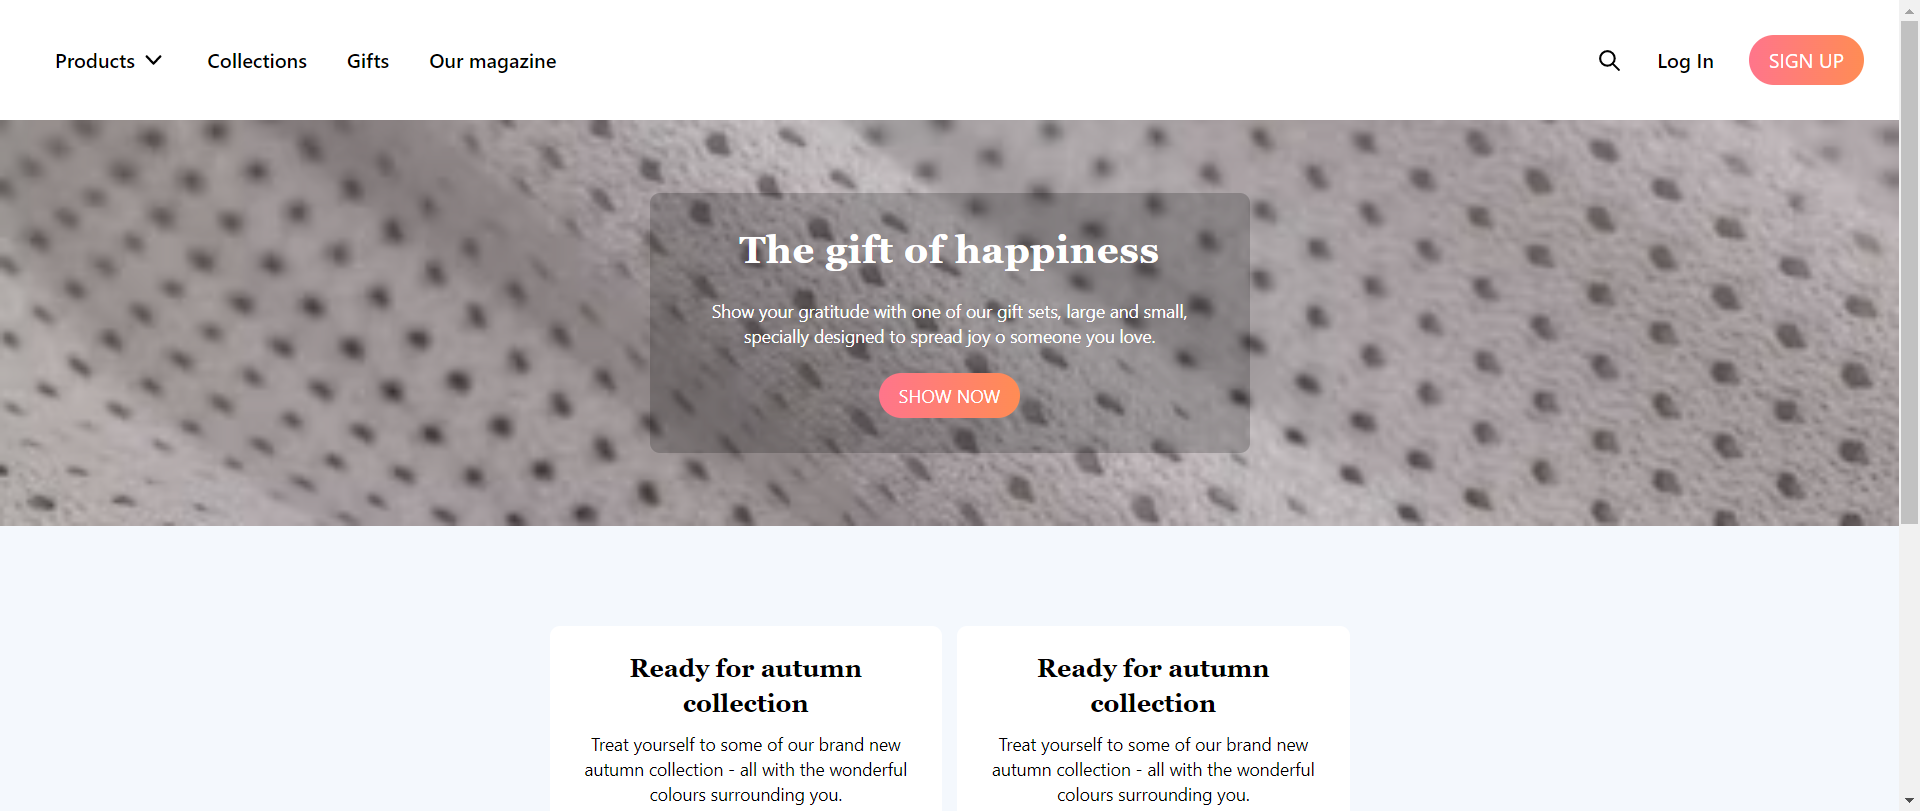 Products
Collections
Gifts
Our magazine
Log In
SIGN UP
The gift of happiness
Show your gratitude with one of our gift sets, large and small,
specially designed to spread joy o someone you love.
SHOW NOW
Ready for autumn
collection
Treat yourself to some of our brand new
autumn collection - all with the wonderful
colours surrounding you.
Ready for autumn
collection
Treat yourself to some of our brand new
autumn collection - all with the wonderful
colours surrounding you.